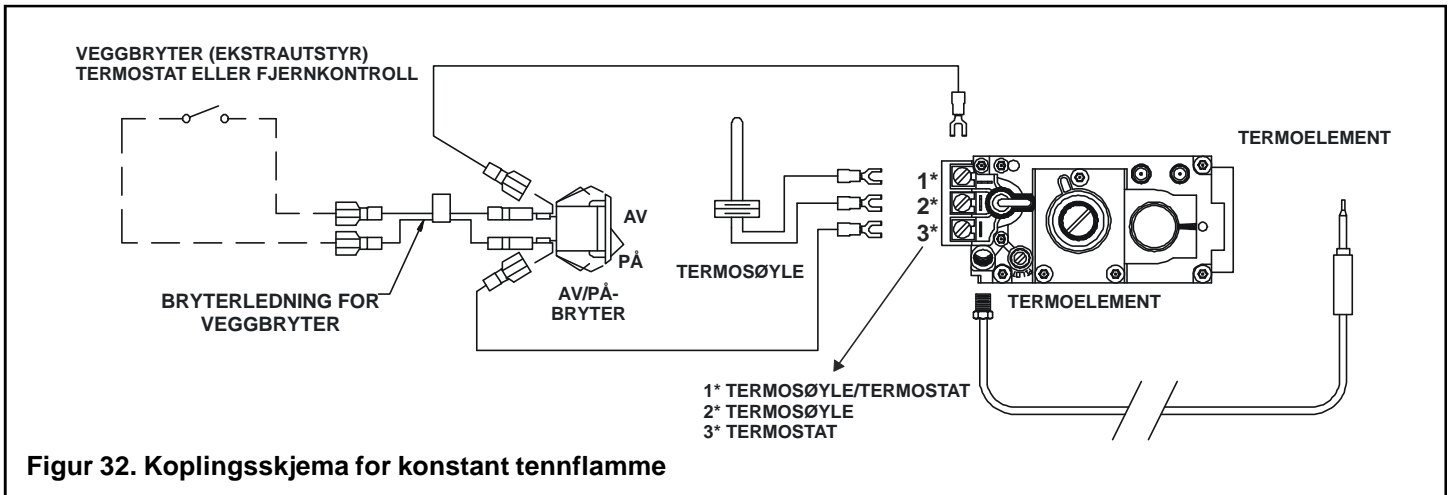 VEGGBRYTER (EKSTRAUTSTYR)
TERMOSTAT ELLER FJERNKONTROLL
BRYTERLEDNING FOR
VEGGBRYTER
AV
PÅ
AV/PÅ-
BRYTER
TERMOSØYLE
1*
2*
3*
TERMOELEMENT
TERMOELEMENT
1* TERMOSØYLE/TERMOSTAT
2* TERMOSØYLE
3* TERMOSTAT
Figur 32. Koplingsskjema for konstant tennflamme